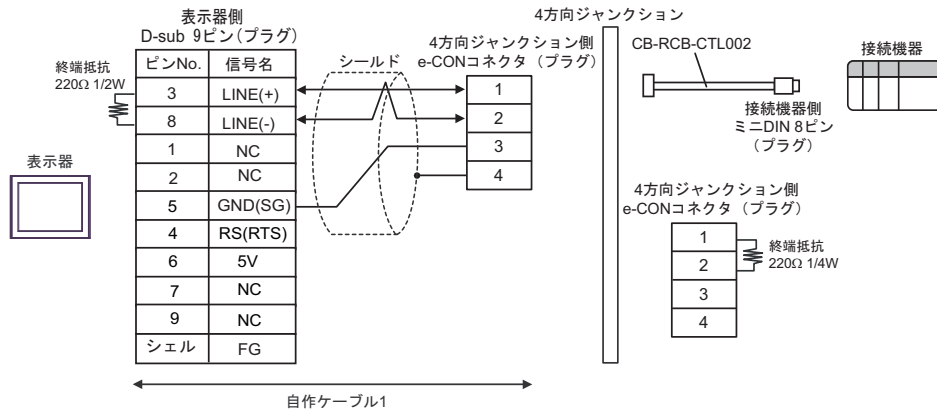 表示器
表示器側
D-sub 9ピン(プラグ)
終端抵抗
220Ω 1/2W
ピンNo. 信号名
3 LINE(+)
8 LINE(-)
1 NC
2 NC
5 GND(SG)
4 RS(RTS)
6 5V
7 NC
9 NC
シェル FG
シールド
4方向ジャンクション側
e-CONコネクタ（プラグ）
1
2
3
4
自作ケーブル1
4方向ジャンクション
CB-RCB-CTL002
接続機器側
ミニDIN 8ピン
（プラグ）
接続機器
4方向ジャンクション側
e-CONコネクタ（プラグ）
1
2
3
4
終端抵抗
220Ω 1/4W